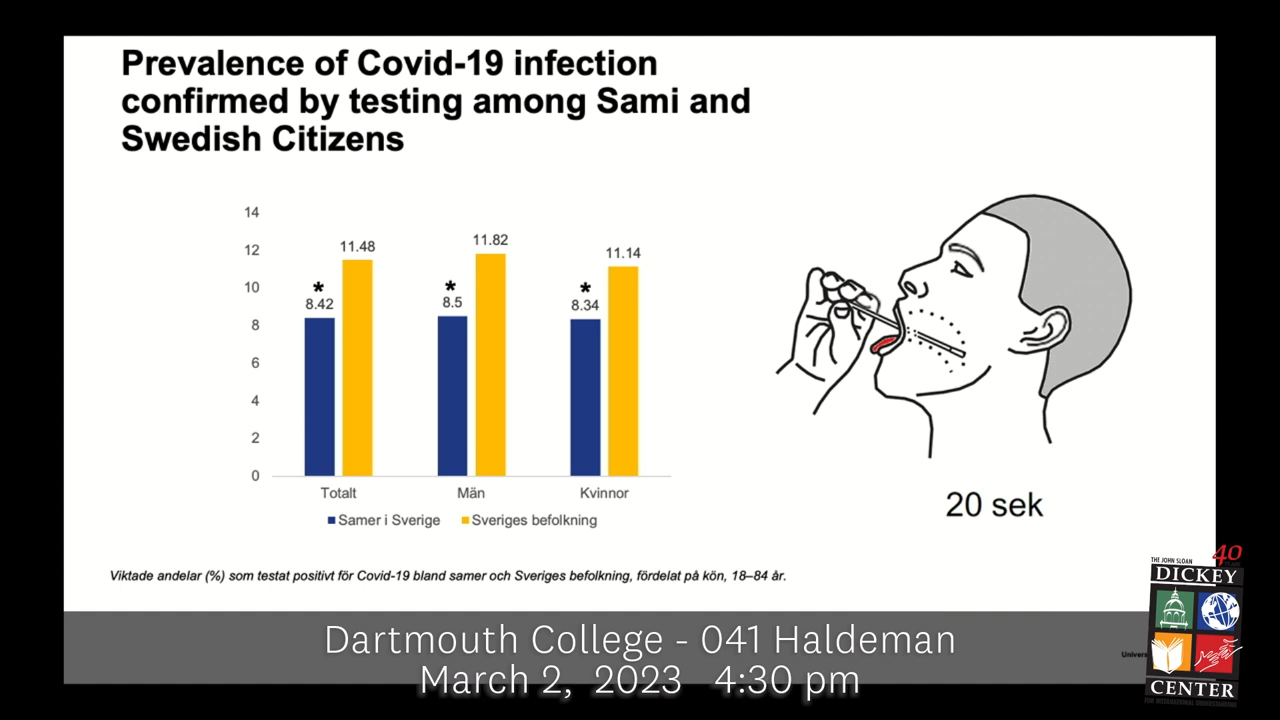 Prevalence of Covid-19 infection
confirmed by testing among Sami and
Swedish Citizens
14
12
10
8
6
4
2
0
11.48
11.82
11.14
*
*
*
8.42
8.5
8.34
Totalt
Män
Kvinnor
Samer i Sverige
Sveriges befolkning
20 sek
Viktade andelar (%) som testat positivt för Covid-19 bland samer och Sveriges befolkning, fördelat på kön, 18–84 år.
Dartmouth College - 041 Haldeman
March 2, 2023 4:30 pm
Univers
40
THE JOHN SLOAN
DICKEY
CENTER
FOR INTERNATIONAL UNDERSTANDING